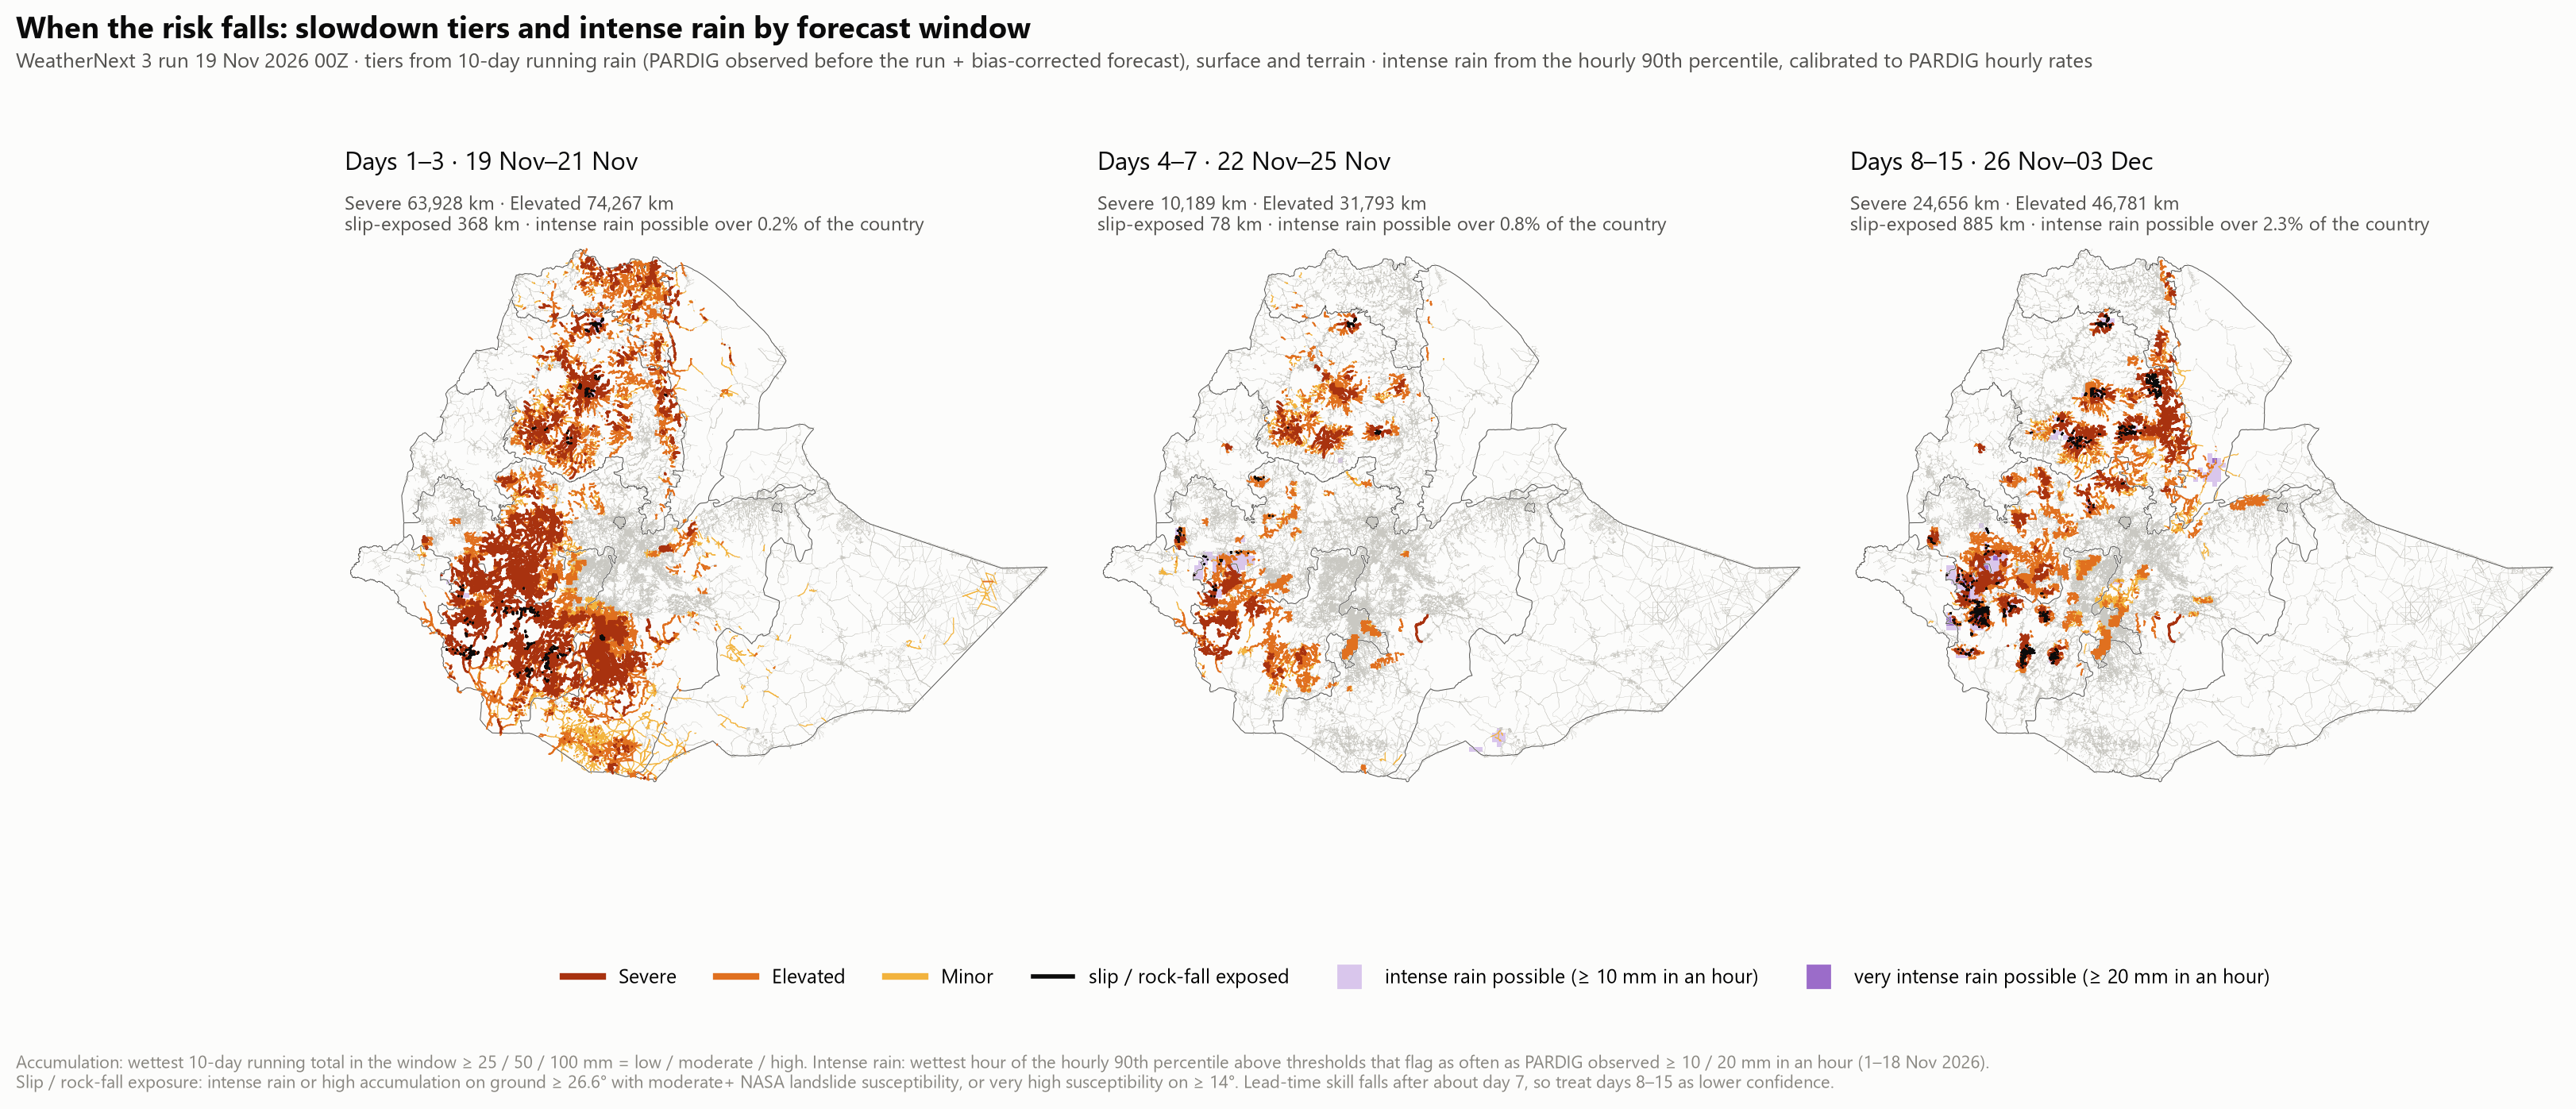 When the risk falls: slowdown tiers and intense rain by forecast window
WeatherNext 3 run 19 Nov 2026 00Z · tiers from 10-day running rain (PARDIG observed before the run + bias-corrected forecast), surface and terrain · intense rain from the hourly 90th percentile, calibrated to PARDIG hourly rates
Days 1–3 · 19 Nov–21 Nov
Severe 63,928 km · Elevated 74,267 km
slip-exposed 368 km · intense rain possible over 0.2% of the country
Days 4–7 · 22 Nov–25 Nov
Severe 10,189 km · Elevated 31,793 km
slip-exposed 78 km · intense rain possible over 0.8% of the country
Days 8–15 · 26 Nov–03 Dec
Severe 24,656 km · Elevated 46,781 km
slip-exposed 885 km · intense rain possible over 2.3% of the country
Severe
Elevated
Minor
slip / rock-fall exposed
intense rain possible (≥ 10 mm in an hour)
very intense rain possible (≥ 20 mm in an hour)
Accumulation: wettest 10-day running total in the window ≥ 25 / 50 / 100 mm = low / moderate / high. Intense rain: wettest hour of the hourly 90th percentile above thresholds that flag as often as PARDIG observed ≥ 10 / 20 mm in an hour (1–18 Nov 2026).
Slip / rock-fall exposure: intense rain or high accumulation on ground ≥ 26.6° with moderate+ NASA landslide susceptibility, or very high susceptibility on ≥ 14°. Lead-time skill falls after about day 7, so treat days 8–15 as lower confidence.